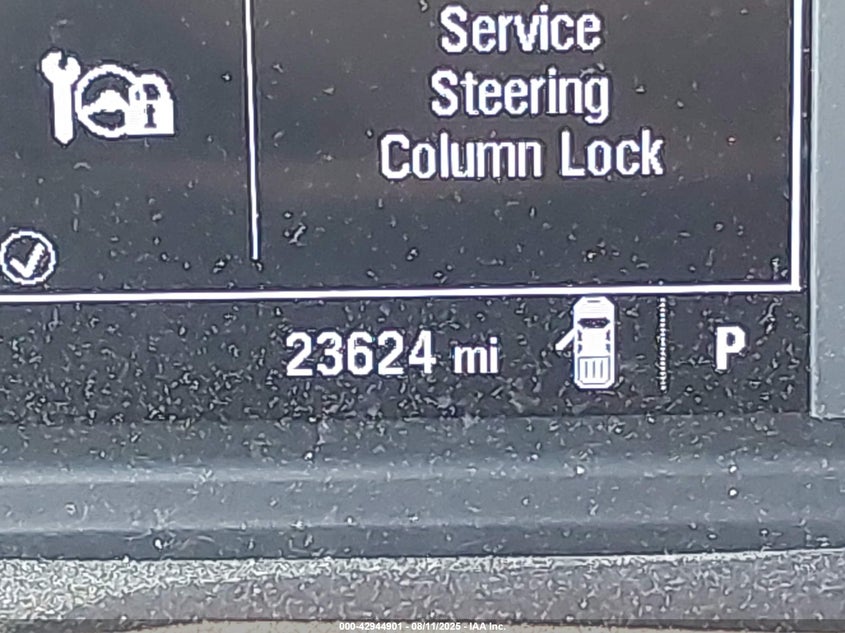 Service
Steering
Column Lock
23624 mi
P
000-42944901 - 08/11/2025 - IAA Inc.